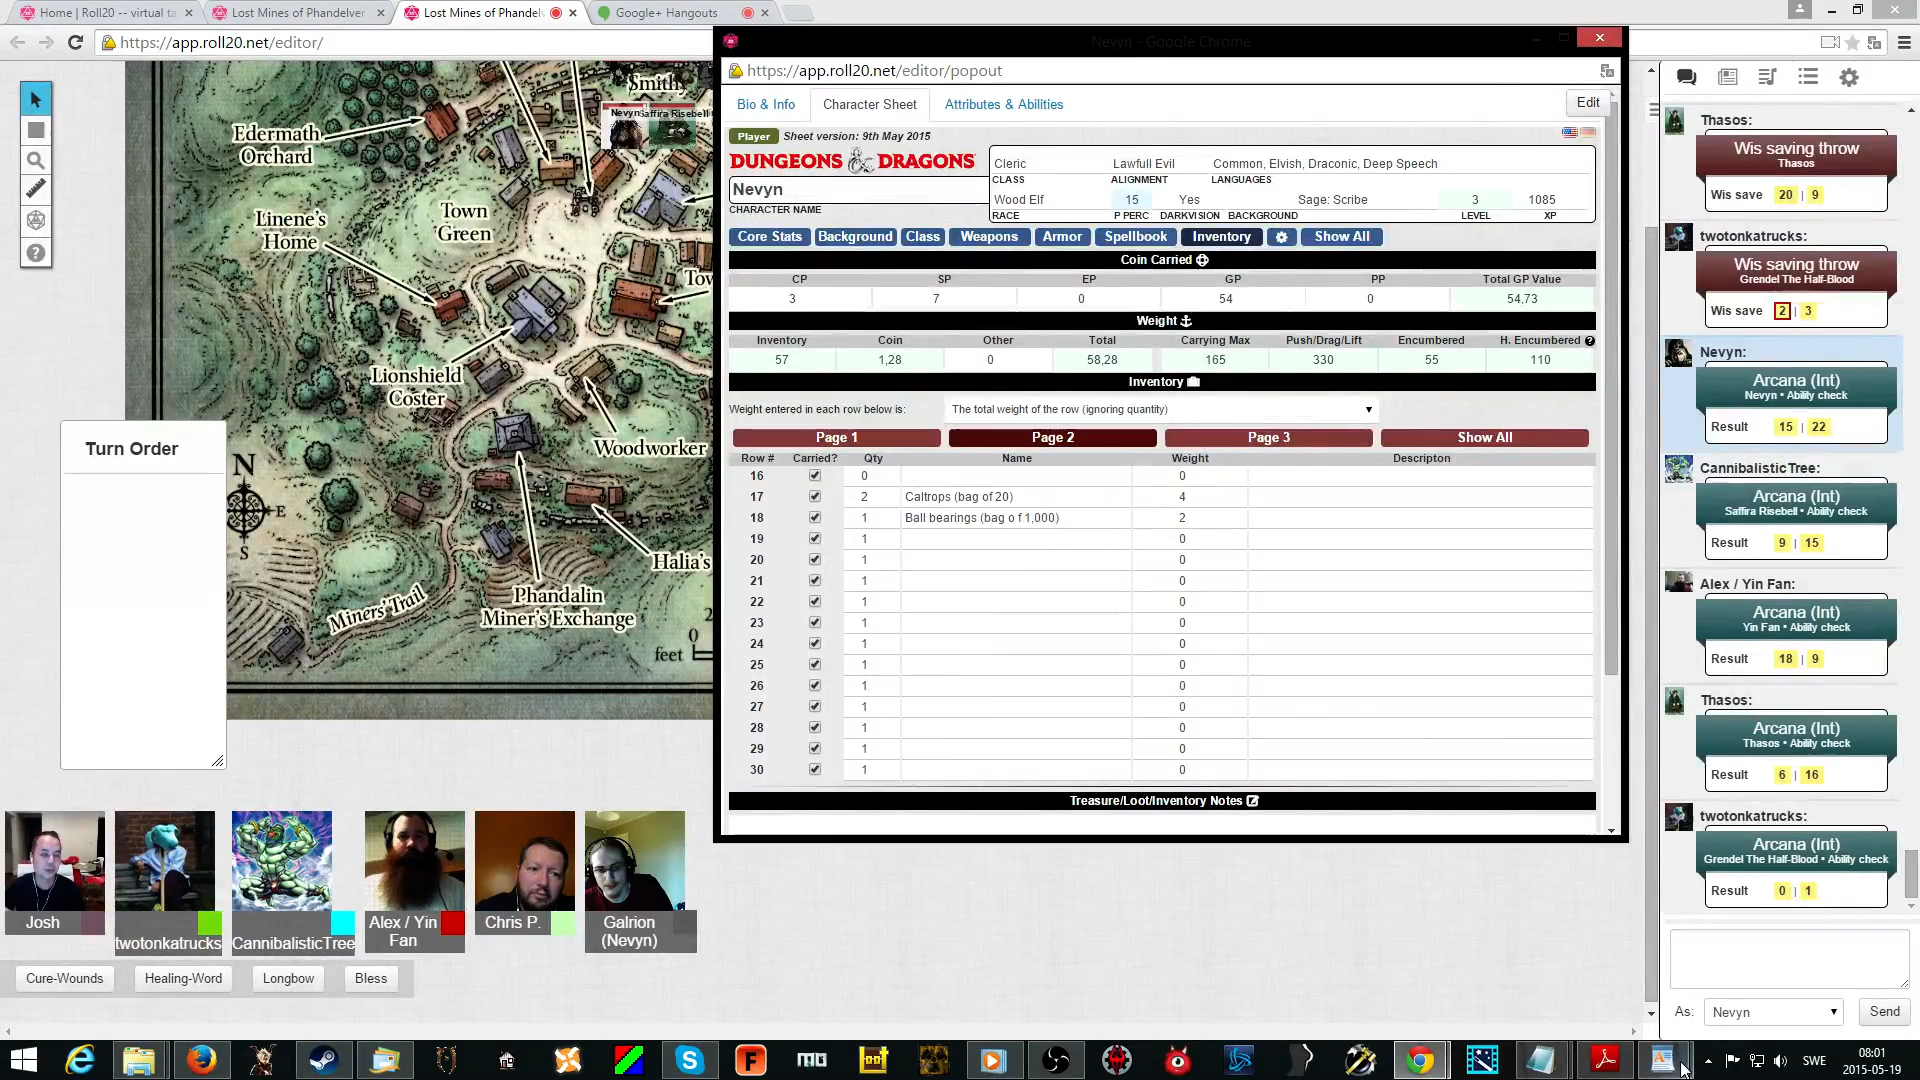 Home | Roll20 – virtual ta
Lost Mines of Phandelver
Lost Mines of Phandelv
Google+ Hangouts
https://app.roll20.net/editor/
Nevyn - Google Chrome
https://app.roll20.net/editor/popout
Bio & Info
Character Sheet
Attributes & Abilities
Edit
Player
Sheet version: 9th May 2015
DUNGEONS & DRAGONS
Nevyn
CHARACTER NAME
Cleric
Lawfull Evil
Common, Elvish, Draconic, Deep Speech
CLASS
ALIGNMENT
LANGUAGES
Wood Elf
15
Yes
Sage: Scribe
3
1085
RACE
P PERC
DARKVISION
BACKGROUND
LEVEL
XP
Core Stats
Background
Class
Weapons
Armor
Spellbook
Inventory
Show All
Coin Carried
CP
SP
EP
GP
PP
Total GP Value
3
7
0
54
0
54,73
Weight
Inventory
Coin
Other
Total
Carrying Max
Push/Drag/Lift
Encumbered
H. Encumbered
57
1,28
0
58,28
165
330
55
110
Inventory
Weight entered in each row below is:
The total weight of the row (ignoring quantity)
Page 1
Page 2
Page 3
Show All
Row #
Carried?
Qty
Name
Weight
Descripton
16 0 0
17 2 Caltrops (bag of 20) 4
18 1 Ball bearings (bag o f 1,000) 2
19 1 0
20 1 0
21 1 0
22 1 0
23 1 0
24 1 0
25 1 0
26 1 0
27 1 0
28 1 0
29 1 0
30 1 0
Treasure/Loot/Inventory Notes
Smithy
Nevyn
Saffira Risebell
Edermath
Orchard
Linene's
Home
Town
Green
Tow
Lionshield
Coster
Woodworker
Halia's
Phandalin
Miner's Exchange
Miners' Trail
N
E
S
0
2
feet
Turn Order
Josh
twotonkatrucks
CannibalisticTree
Alex / Yin
Fan
Chris P.
Galrion
(Nevyn)
Cure-Wounds
Healing-Word
Longbow
Bless
Thasos:
Wis saving throw
Thasos
Wis save 20 | 9
twotonkatrucks:
Wis saving throw
Grendel The Half-Blood
Wis save 2 | 3
Nevyn:
Arcana (Int)
Nevyn • Ability check
Result 15 | 22
CannibalisticTree:
Arcana (Int)
Saffira Risebell • Ability check
Result 9 | 15
Alex / Yin Fan:
Arcana (Int)
Yin Fan • Ability check
Result 18 | 9
Thasos:
Arcana (Int)
Thasos • Ability check
Result 6 | 16
twotonkatrucks:
Arcana (Int)
Grendel The Half-Blood • Ability check
Result 0 | 1
As:
Nevyn
Send
SWE
08:01
2015-05-19